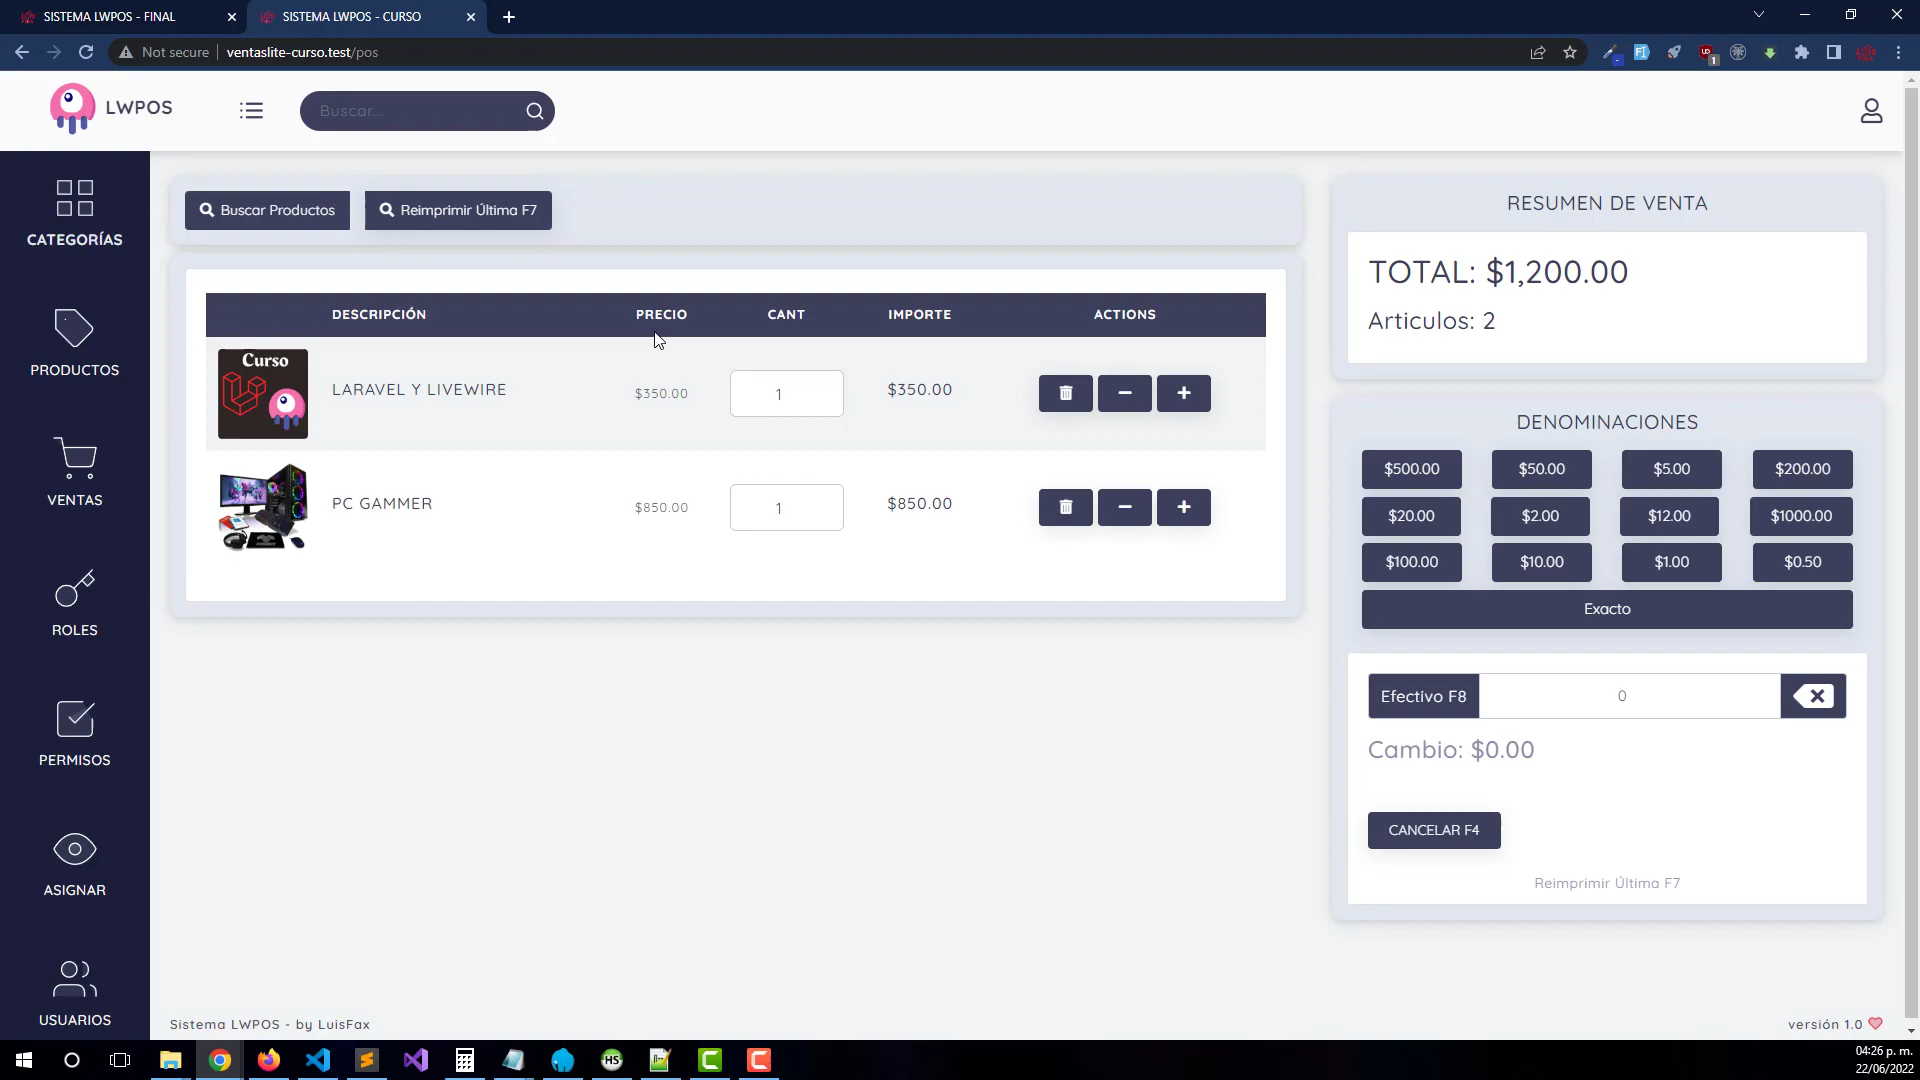 SISTEMA LWPOS - FINAL
SISTEMA LWPOS - CURSO
Not secure
ventaslite-curso.test/pos
LWPOS
Buscar...
CATEGORÍAS
PRODUCTOS
VENTAS
ROLES
PERMISOS
ASIGNAR
USUARIOS
Buscar Productos
Reimprimir Última F7
DESCRIPCIÓN PRECIO CANT IMPORTE ACTIONS
Curso
LARAVEL Y LIVEWIRE $350.00 1 $350.00
PC GAMMER $850.00 1 $850.00
RESUMEN DE VENTA
TOTAL: $1,200.00
Articulos: 2
DENOMINACIONES
$500.00 $50.00 $5.00 $200.00
$20.00 $2.00 $12.00 $1000.00
$100.00 $10.00 $1.00 $0.50
Exacto
Efectivo F8 0
Cambio: $0.00
CANCELAR F4
Reimprimir Última F7
Sistema LWPOS - by LuisFax
versión 1.0
04:26 p. m.
22/06/2022